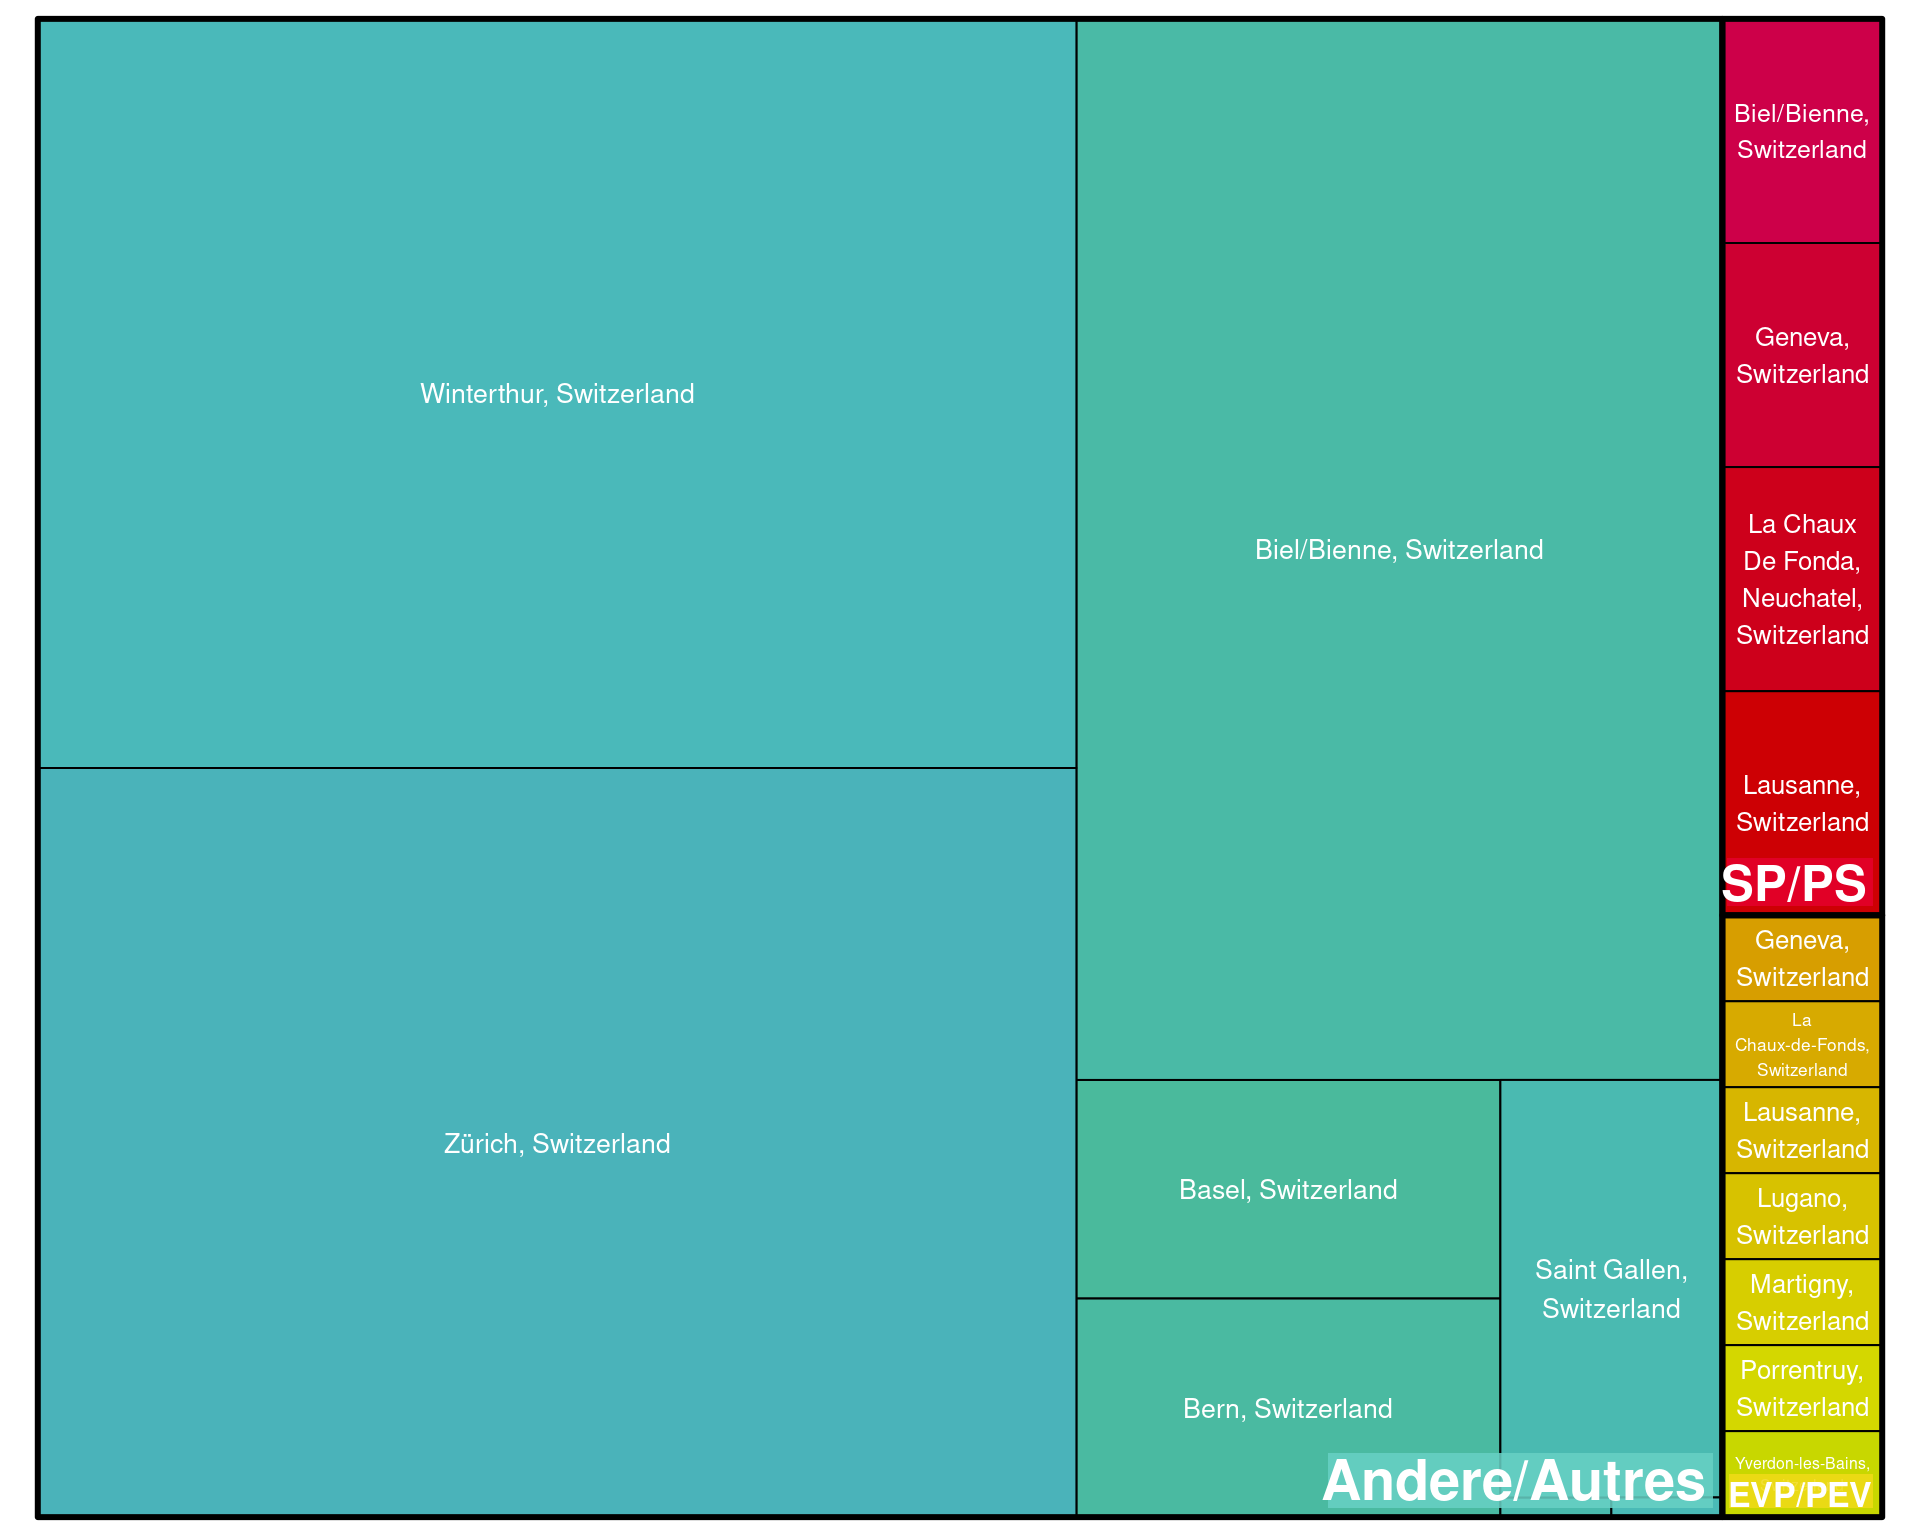 Winterthur, Switzerland
Zürich, Switzerland
Biel/Bienne, Switzerland
Basel, Switzerland
Bern, Switzerland
Saint Gallen,
Switzerland
Andere/Autres
Biel/Bienne,
Switzerland
Geneva,
Switzerland
La Chaux
De Fonda,
Neuchatel,
Switzerland
Lausanne,
Switzerland
SP/PS
Geneva,
Switzerland
La
Chaux-de-Fonds,
Switzerland
Lausanne,
Switzerland
Lugano,
Switzerland
Martigny,
Switzerland
Porrentruy,
Switzerland
Yverdon-les-Bains,
EVP/PEV